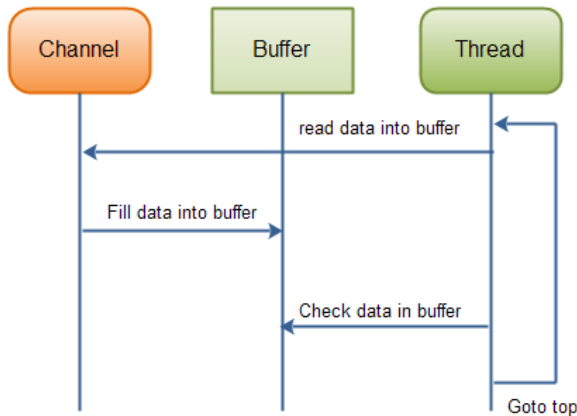 Channel
Buffer
Thread
read data into buffer
Fill data into buffer
Check data in buffer
Goto top